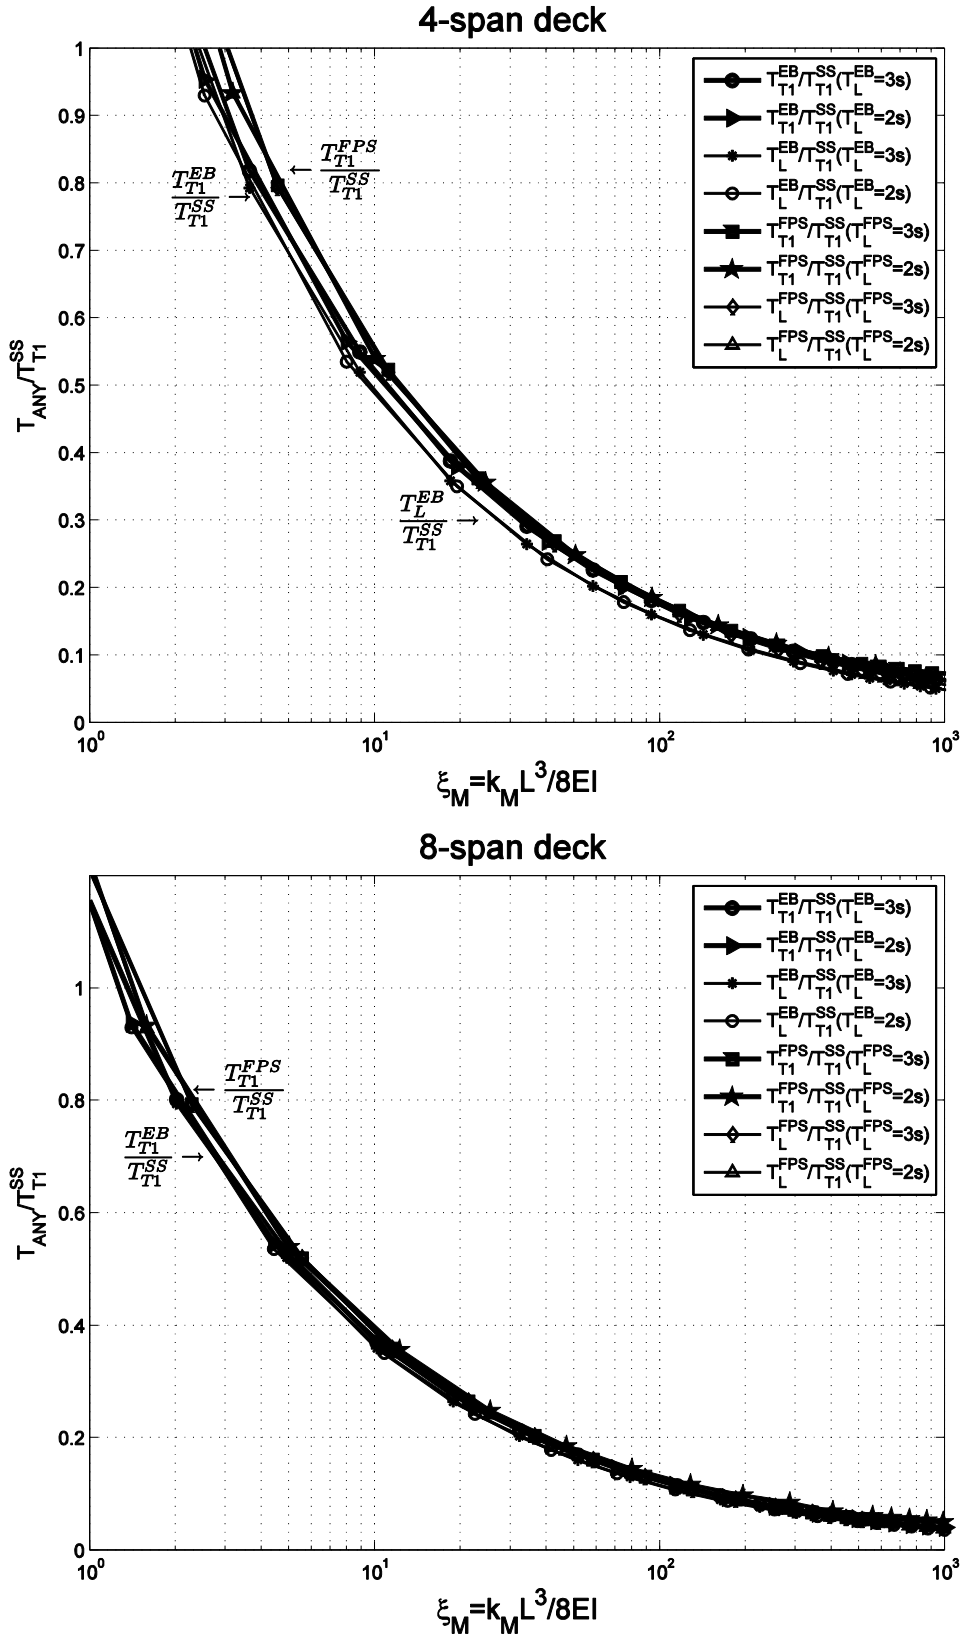 4-span deck
1
0.9
0.8
0.7
0.6
0.5
0.4
0.3
0.2
0.1
0
T_ANY/T_T1^SS
T_T1^EB/T_T1^SS(T_L^EB=3s)
T_T1^EB/T_T1^SS(T_L^EB=2s)
T_L^EB/T_T1^SS(T_L^EB=3s)
T_L^EB/T_T1^SS(T_L^EB=2s)
T_T1^FPS/T_T1^SS(T_L^FPS=3s)
T_T1^FPS/T_T1^SS(T_L^FPS=2s)
T_L^FPS/T_T1^SS(T_L^FPS=3s)
T_L^FPS/T_T1^SS(T_L^FPS=2s)
T_T1^EB/T_T1^SS →
← T_T1^FPS/T_T1^SS
T_L^EB/T_T1^SS →
10^0 10^1 10^2 10^3
ξ_M=k_M L^3/8EI
8-span deck
1
0.8
0.6
0.4
0.2
0
T_ANY/T_T1^SS
T_T1^EB/T_T1^SS(T_L^EB=3s)
T_T1^EB/T_T1^SS(T_L^EB=2s)
T_L^EB/T_T1^SS(T_L^EB=3s)
T_L^EB/T_T1^SS(T_L^EB=2s)
T_T1^FPS/T_T1^SS(T_L^FPS=3s)
T_T1^FPS/T_T1^SS(T_L^FPS=2s)
T_L^FPS/T_T1^SS(T_L^FPS=3s)
T_L^FPS/T_T1^SS(T_L^FPS=2s)
← T_T1^FPS/T_T1^SS
T_T1^EB/T_T1^SS →
10^0 10^1 10^2 10^3
ξ_M=k_M L^3/8EI